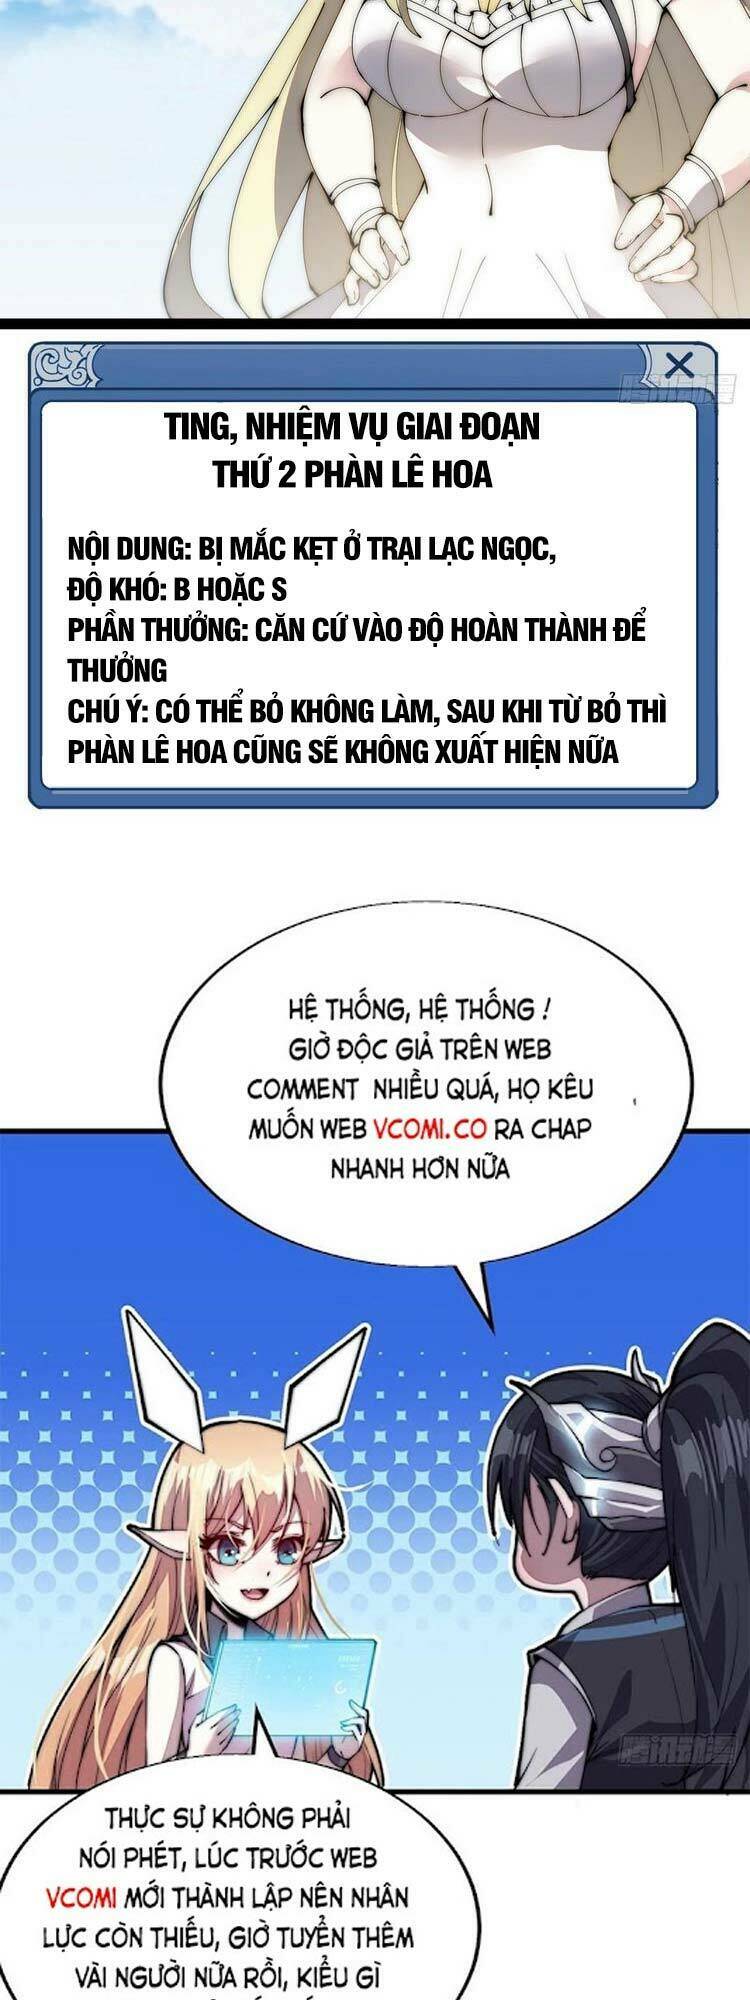 TING, NHIỆM VỤ GIAI ĐOẠN
THỨ 2 PHÀN LÊ HOA
NỘI DUNG: BỊ MẮC KẸT Ở TRẠI LẠC NGỌC,
ĐỘ KHÓ: B HOẶC S
PHẦN THƯỞNG: CĂN CỨ VÀO ĐỘ HOÀN THÀNH ĐỂ
THƯỞNG
CHÚ Ý: CÓ THỂ BỎ KHÔNG LÀM, SAU KHI TỪ BỎ THÌ
PHÀN LÊ HOA CŨNG SẼ KHÔNG XUẤT HIỆN NỮA
HỆ THỐNG, HỆ THỐNG !
GIỜ ĐỘC GIẢ TRÊN WEB
COMMENT NHIỀU QUÁ, HỌ KÊU
MUỐN WEB VCOMI.CO RA CHAP
NHANH HƠN NỮA
腾讯动漫
THỰC SỰ KHÔNG PHẢI
NÓI PHÉT, LÚC TRƯỚC WEB
VCOMI MỚI THÀNH LẬP NÊN NHÂN
LỰC CÒN THIẾU, GIỜ TUYỂN THÊM
VÀI NGƯỜI NỮA RỒI, KIỂU GÌ